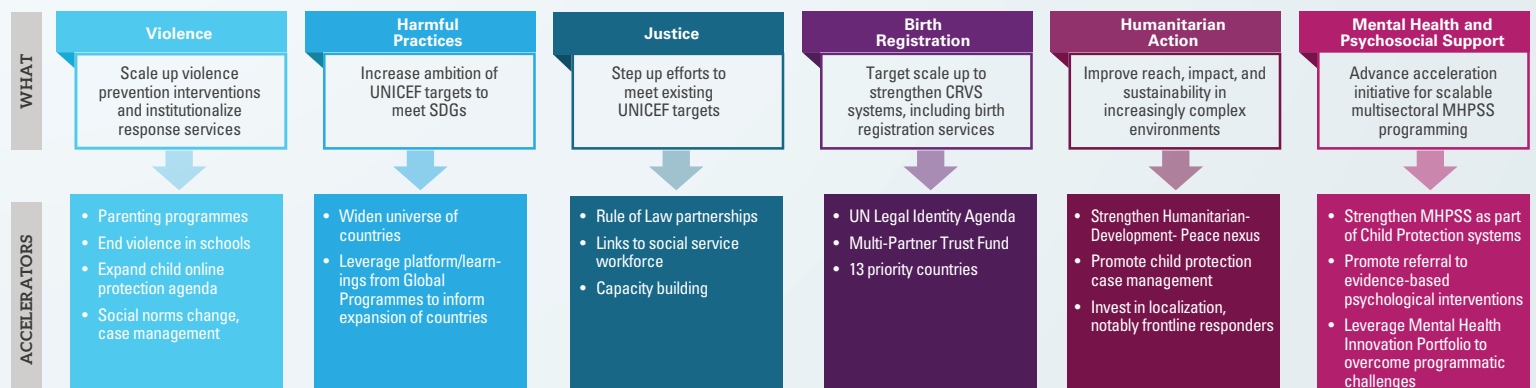 WHAT
Violence
Scale up violence
prevention interventions
and institutionalize
response services
Harmful
Practices
Increase ambition of
UNICEF targets to
meet SDGs
Justice
Step up efforts to
meet existing
UNICEF targets
Birth
Registration
Target scale up to
strengthen CRVS
systems, including birth
registration services
Humanitarian
Action
Improve reach, impact, and
sustainability in
increasingly complex
environments
Mental Health and
Psychosocial Support
Advance acceleration
initiative for scalable
multisectoral MHPSS
programming
ACCELERATORS
• Parenting programmes
• End violence in schools
• Expand child online
protection agenda
• Social norms change,
case management
• Widen universe of
countries
• Leverage platform/learn-
ings from Global
Programmes to inform
expansion of countries
• Rule of Law partnerships
• Links to social service
workforce
• Capacity building
• UN Legal Identity Agenda
• Multi-Partner Trust Fund
• 13 priority countries
• Strengthen Humanitarian-
Development- Peace nexus
• Promote child protection
case management
• Invest in localization,
notably frontline responders
• Strengthen MHPSS as part
of Child Protection systems
• Promote referral to
evidence-based
psychological interventions
• Leverage Mental Health
Innovation Portfolio to
overcome programmatic
challenges